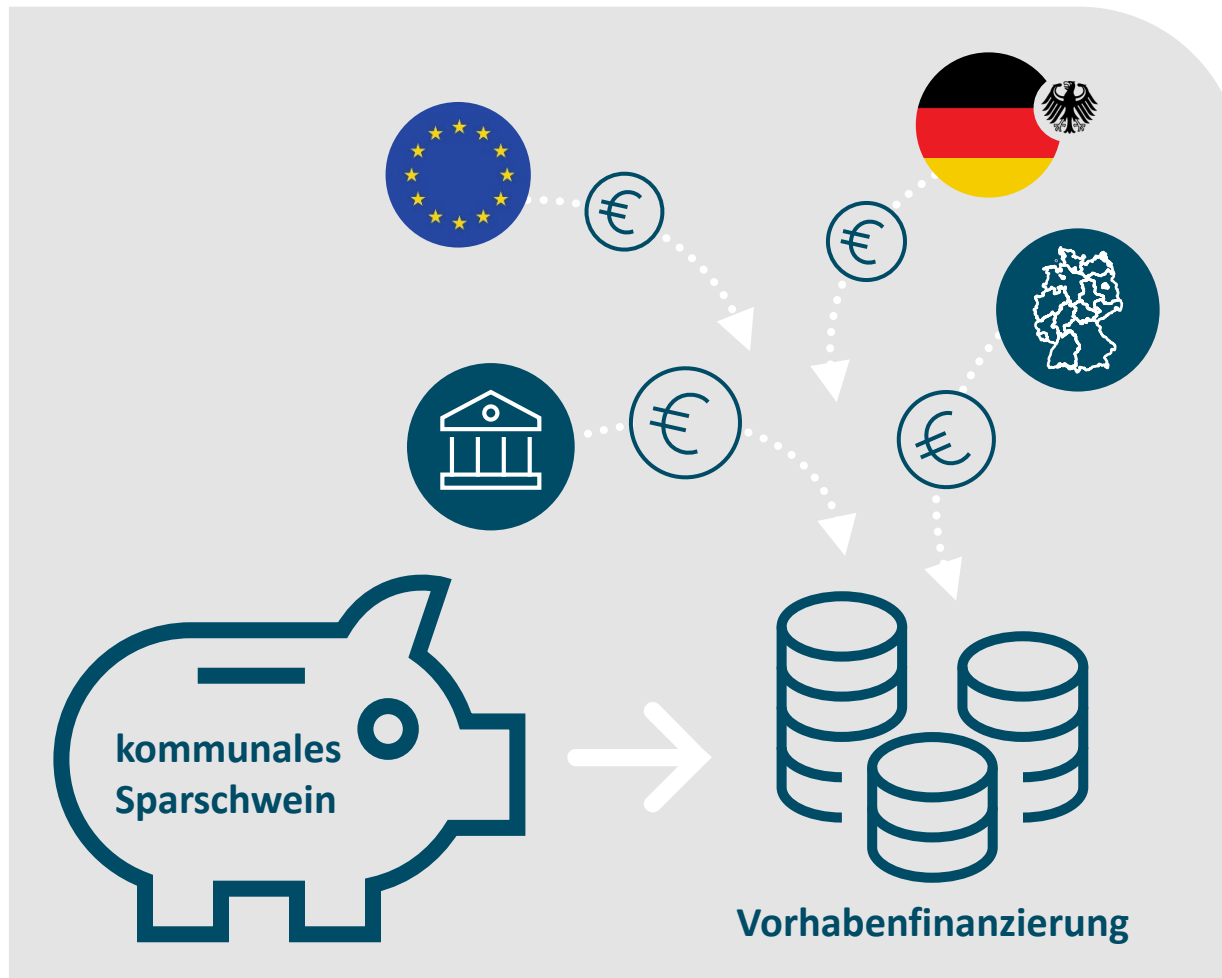 €
€
€
€
kommunales
Sparschwein
Vorhabenfinanzierung